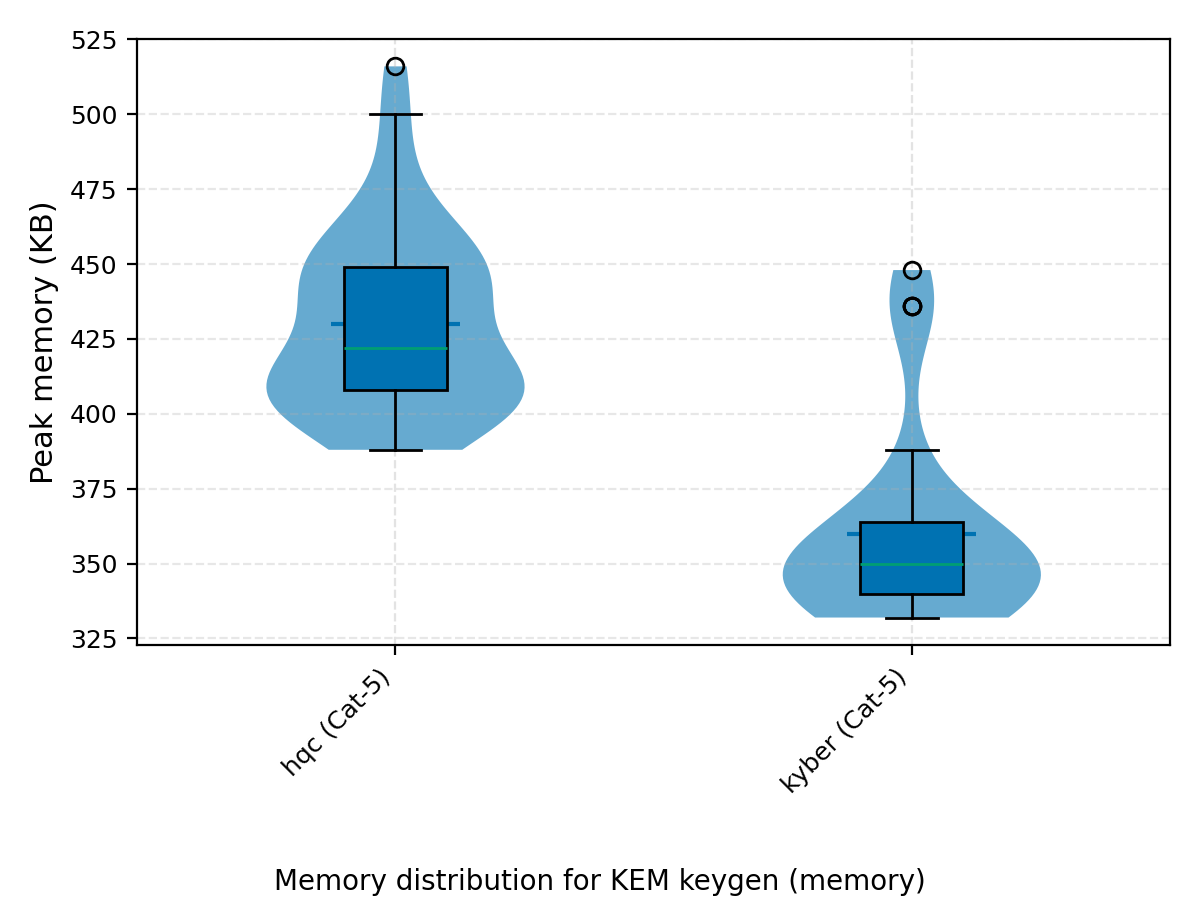 525
500
475
450
425
400
375
350
325
Peak memory (KB)
hqc (Cat-5)
kyber (Cat-5)
Memory distribution for KEM keygen (memory)